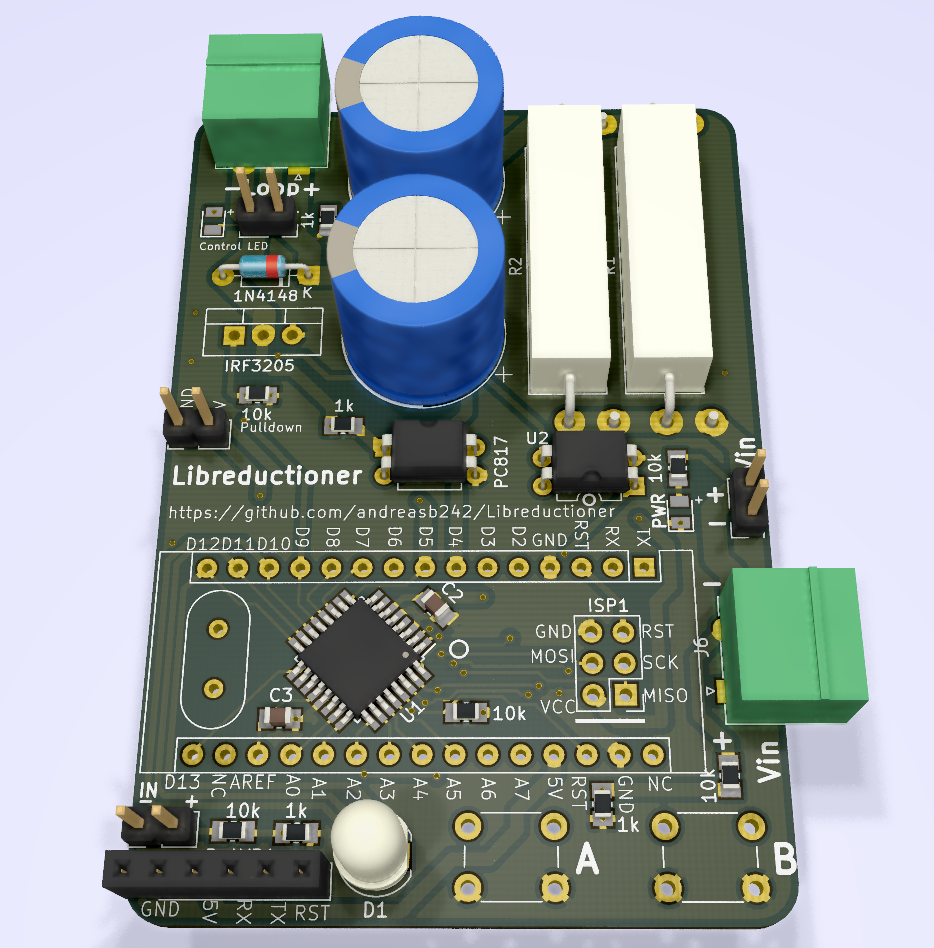 − LOOP +
+
1k
Control LED
R2
R1
1N4148 K
+
+
IRF3205
10k
Pulldown
1k
PC817
U2
10k
PWR
+
Vin
+
−
Libreductioner
https://github.com/andreasb242/Libreductioner
D12 D11 D10 D9 D8 D7 D6 D5 D4 D3 D2 GND RST RX TX
C2
ISP1
GND RST
MOSI SCK
VCC MISO
−
J6
+
Vin
C3
U1
10k
D13 NC AREF A0 A1 A2 A3 A4 A5 A6 A7 5V RST GND NC
10k
IN
− +
10k
1k
1k
A
B
GND 5V RX TX RST
D1